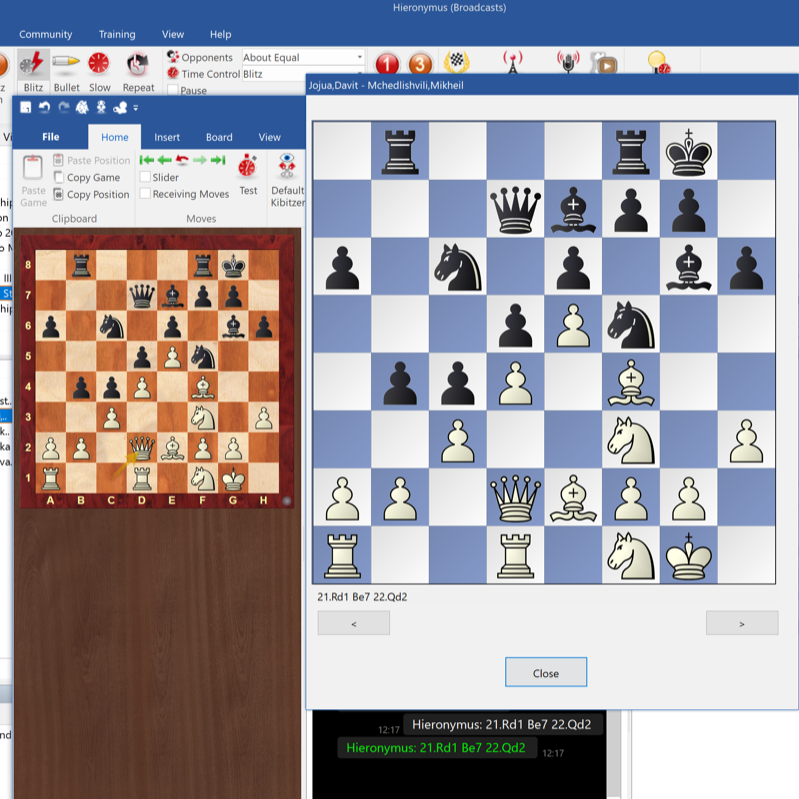 Hieronymus (Broadcasts)
Community Training View Help
Opponents About Equal
Time Control Blitz
Pause
Blitz Bullet Slow Repeat
1 3
Jojua,Davit - Mchedlishvili,Mikheil
File Home Insert Board View
Paste Game
Paste Position
Copy Game
Copy Position
Clipboard
Slider
Receiving Moves
Moves
Test
Default Kibitzer
8
7
6
5
4
3
2
1
A B C D E F G H
21.Rd1 Be7 22.Qd2
< >
Close
12:17 Hieronymus: 21.Rd1 Be7 22.Qd2
Hieronymus: 21.Rd1 Be7 22.Qd2 12:17